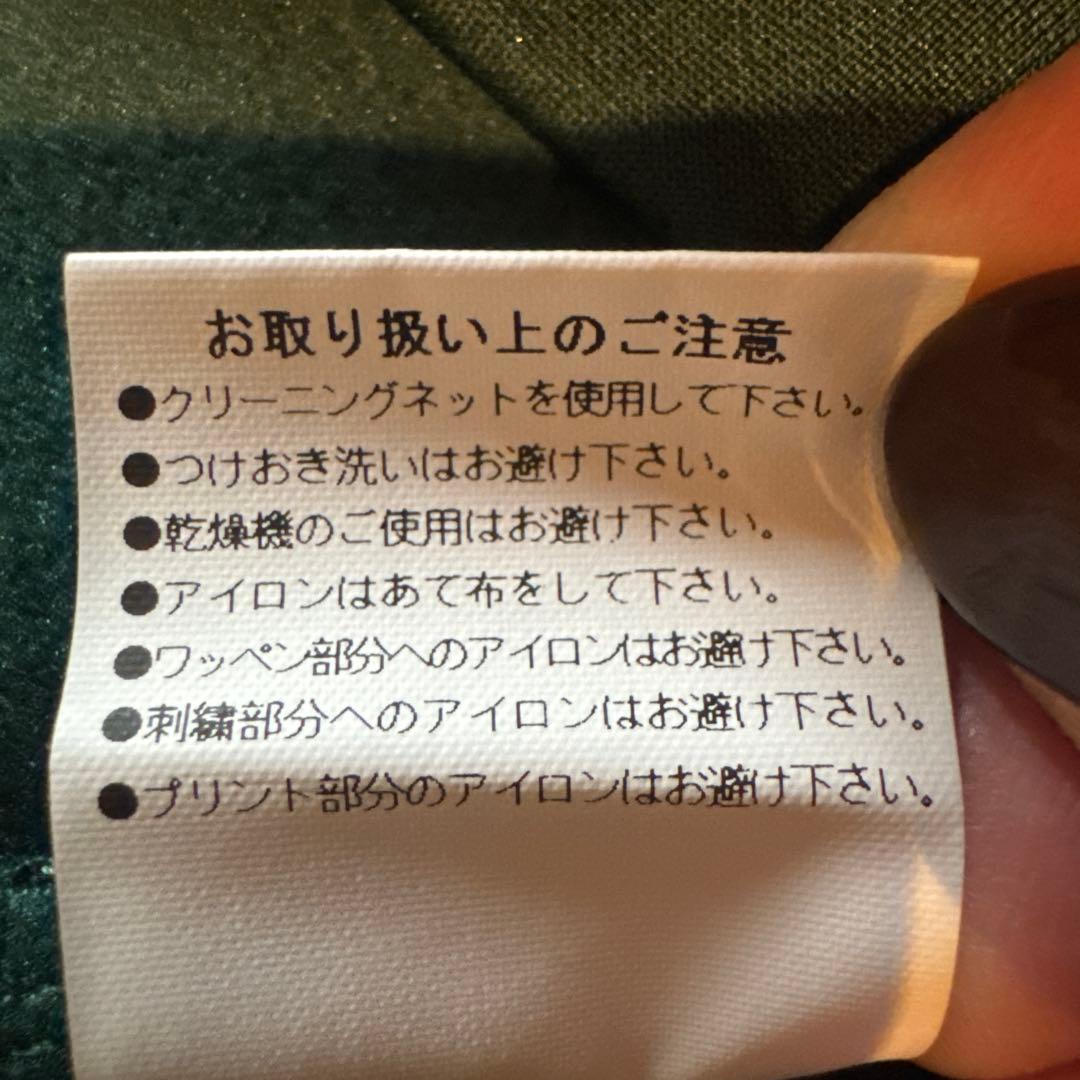 お取り扱い上のご注意
●クリーニングネットを使用して下さい。
●つけおき洗いはお避け下さい。
●乾燥機のご使用はお避け下さい。
●アイロンはあて布をして下さい。
●ワッペン部分へのアイロンはお避け下さい。
●刺繍部分へのアイロンはお避け下さい。
●プリント部分のアイロンはお避け下さい。